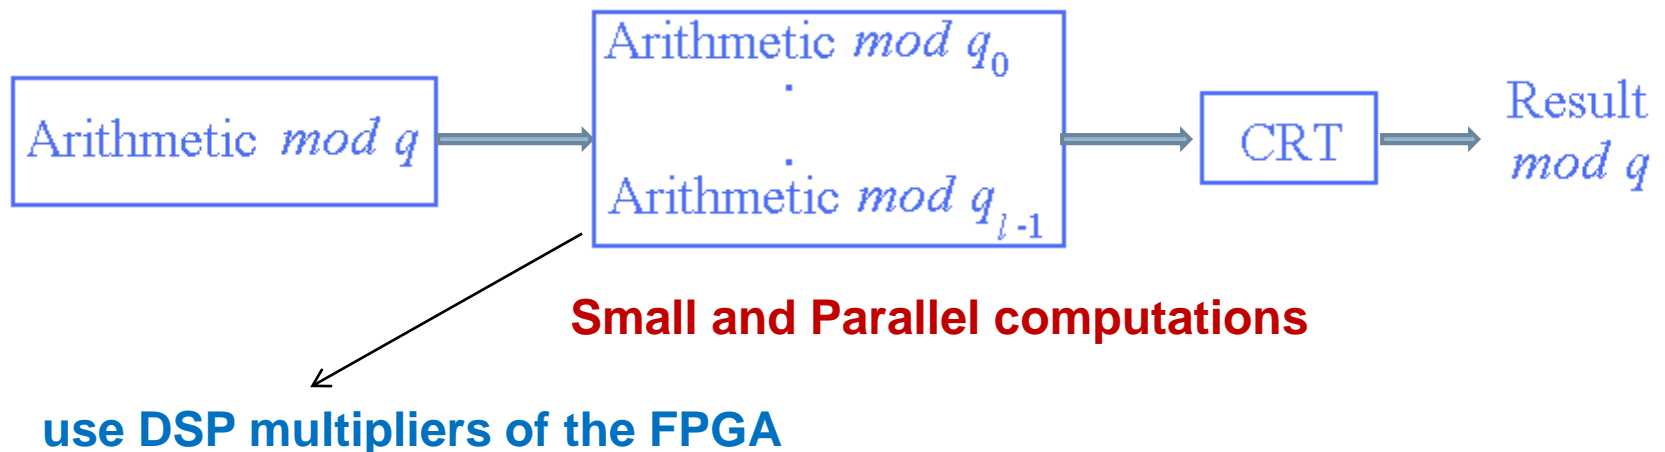 Arithmetic mod q
Arithmetic mod q₀
.
.
Arithmetic mod qₗ₋₁
CRT
Result
mod q
Small and Parallel computations
use DSP multipliers of the FPGA